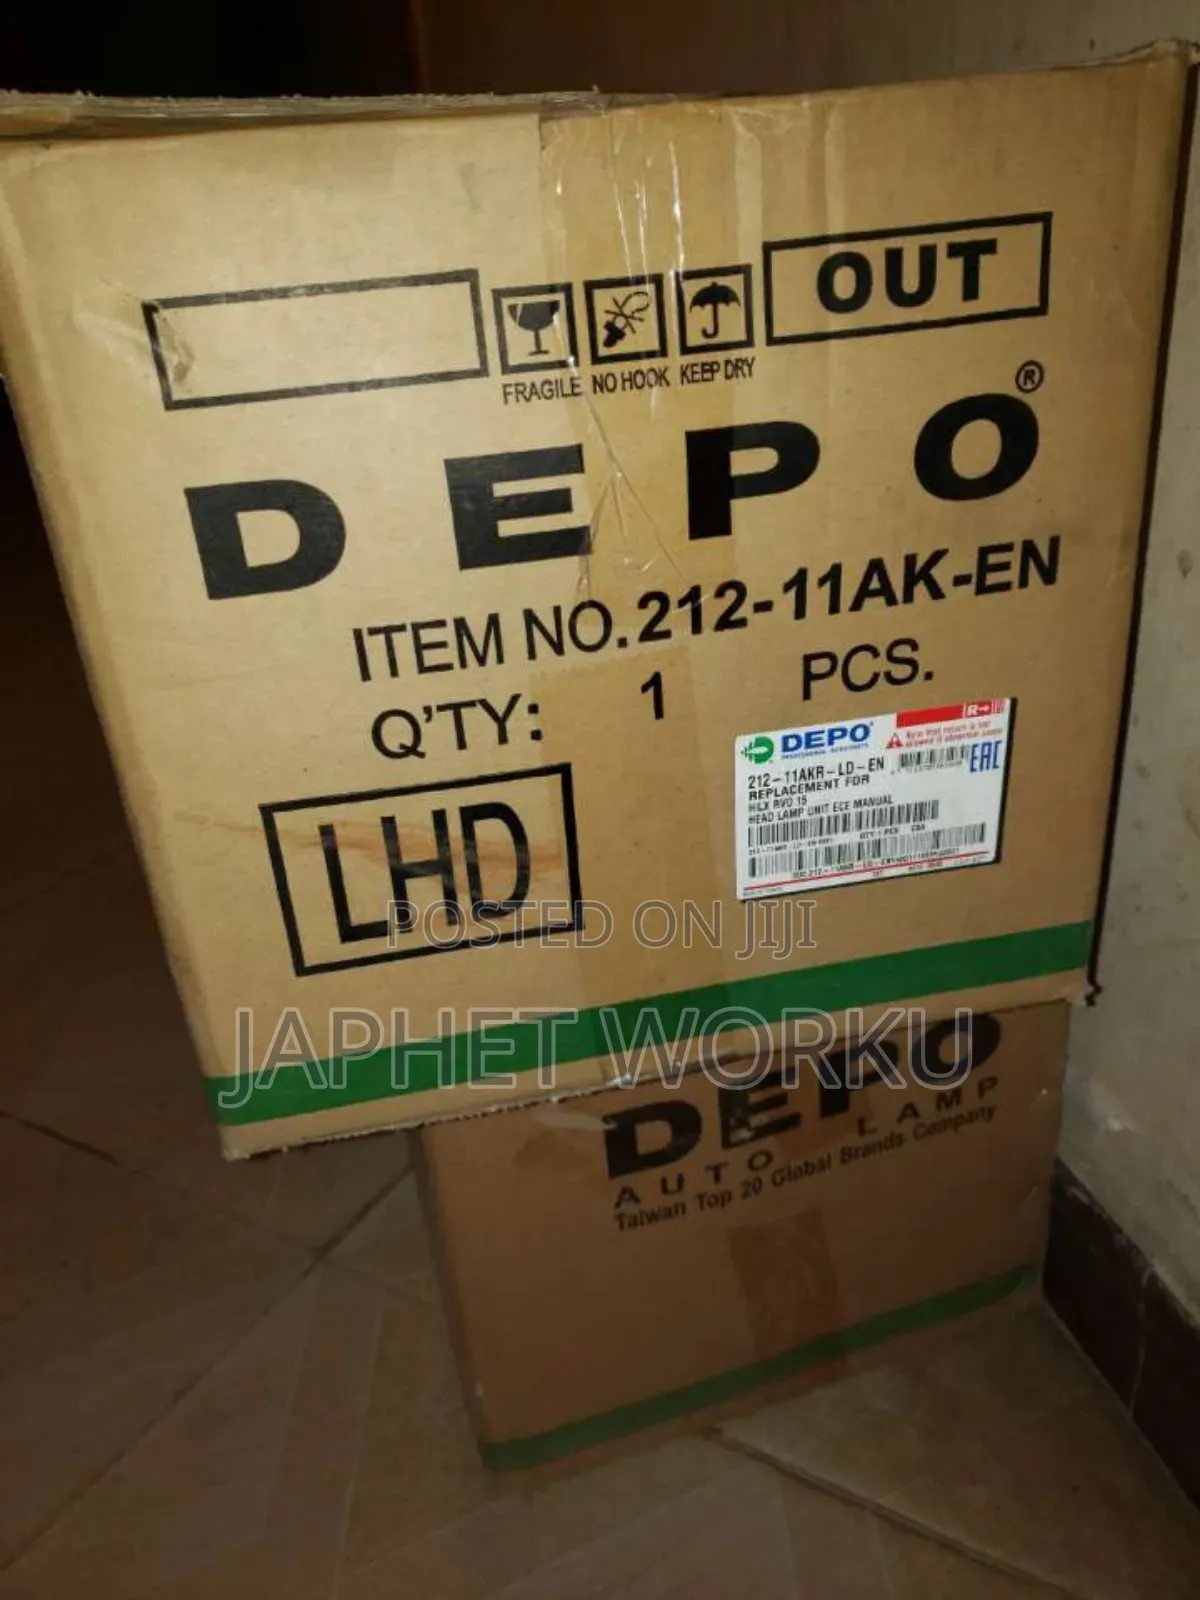 OUT
FRAGILE NO HOOK KEEP DRY
DEPO®
ITEM NO. 212-11AK-EN
Q'TY: 1 PCS.
LHD
DEPO®
R→
212-11AKR-LD-EN
EAC
REPLACEMENT FOR
HILX RVO 15
HEAD LAMP UNIT ECE MANUAL
POSTED ON JIJI
JAPHET WORKU
DEPO
AUTO LAMP
Taiwan Top 20 Global Brands Company